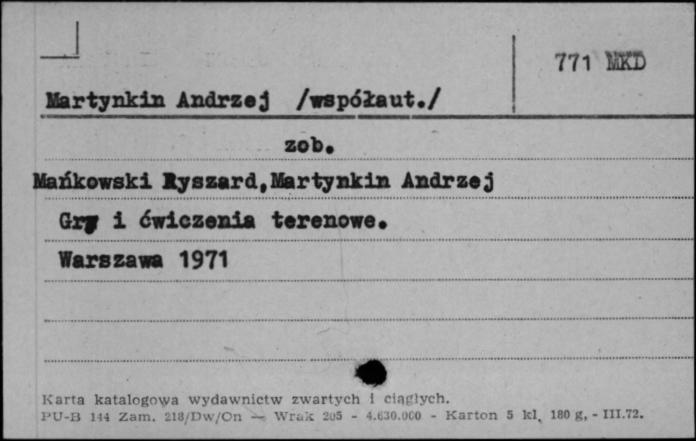 771 MKD
Martynkin Andrzej /współaut./
zob.
Mańkowski Ryszard,Martynkin Andrzej
Gry i ćwiczenia terenowe.
Warszawa 1971
Karta katalogowa wydawnictw zwartych i ciągłych.
PU-B 144 Zam. 218/Dw/On — Wrak 205 - 4.630.000 - Karton 5 kl, 180 g, - III.72.